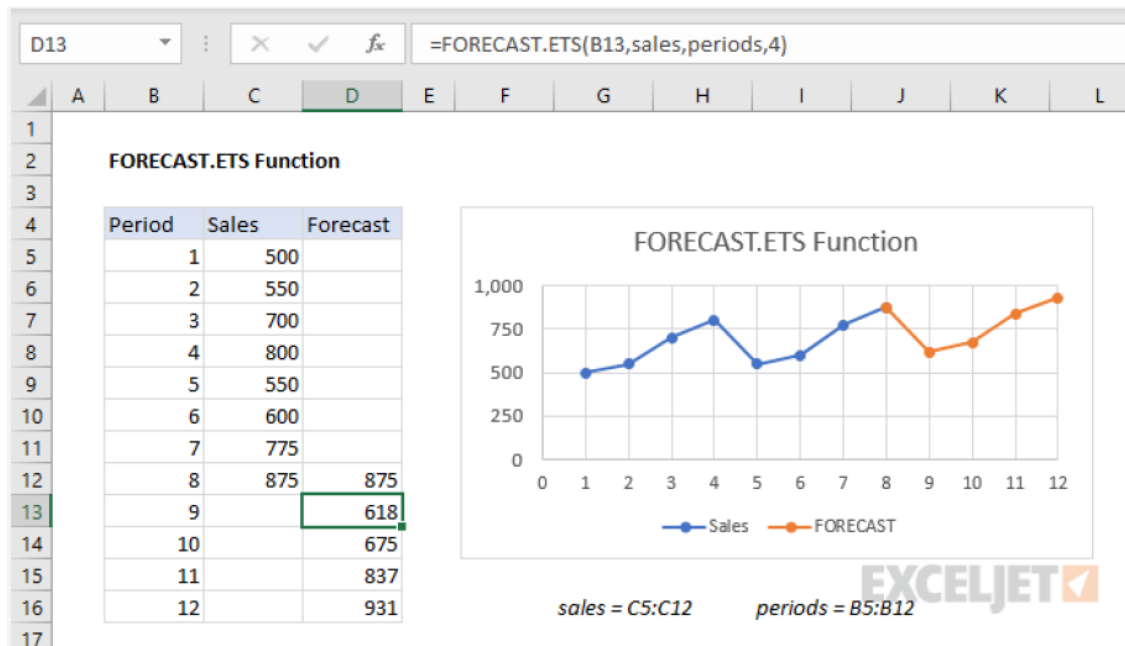 D13 fx =FORECAST.ETS(B13,sales,periods,4)
A B C D E F G H I J K L
1
2 FORECAST.ETS Function
3
4 Period Sales Forecast
5 1 500
6 2 550
7 3 700
8 4 800
9 5 550
10 6 600
11 7 775
12 8 875 875
13 9 618
14 10 675
15 11 837
16 12 931
17
FORECAST.ETS Function
1,000
750
500
250
0
0 1 2 3 4 5 6 7 8 9 10 11 12
Sales FORECAST
EXCELJET
sales = C5:C12 periods = B5:B12